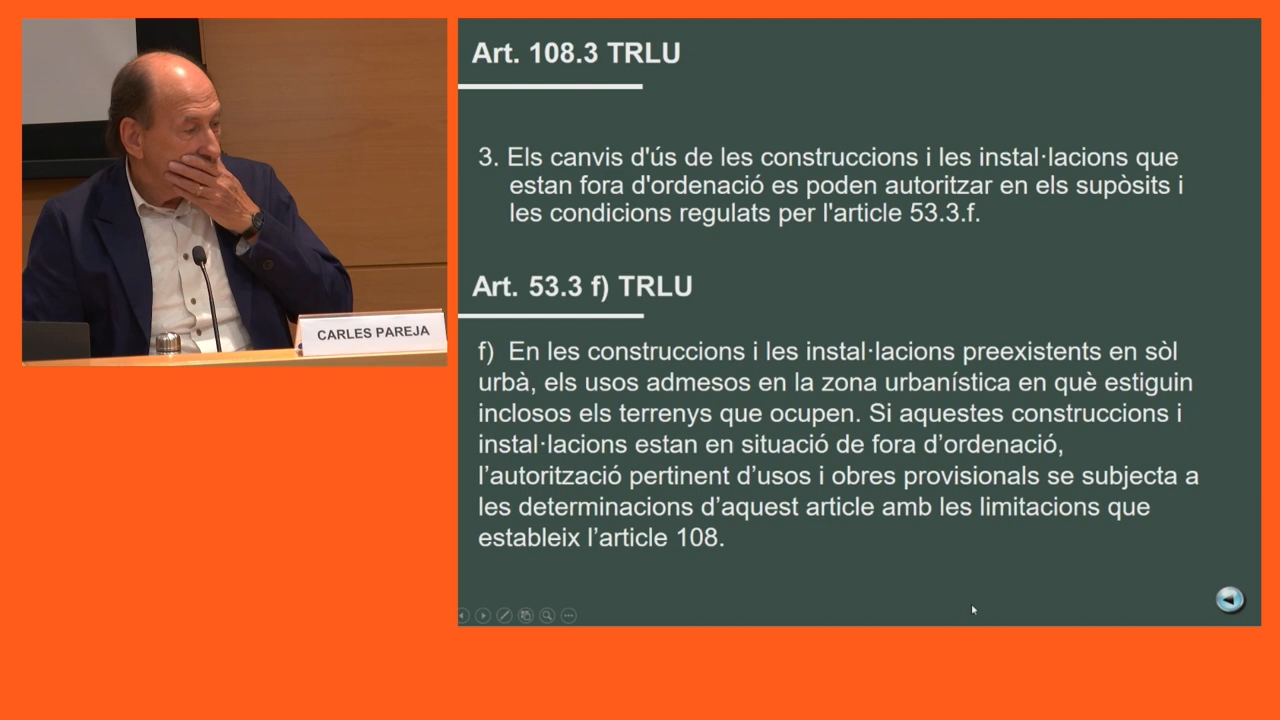 CARLES PAREJA
Art. 108.3 TRLU
3. Els canvis d'ús de les construccions i les instal·lacions que
estan fora d'ordenació es poden autoritzar en els supòsits i
les condicions regulats per l'article 53.3.f.
Art. 53.3 f) TRLU
f) En les construccions i les instal·lacions preexistents en sòl
urbà, els usos admesos en la zona urbanística en què estiguin
inclosos els terrenys que ocupen. Si aquestes construccions i
instal·lacions estan en situació de fora d’ordenació,
l’autorització pertinent d’usos i obres provisionals se subjecta a
les determinacions d’aquest article amb les limitacions que
estableix l’article 108.